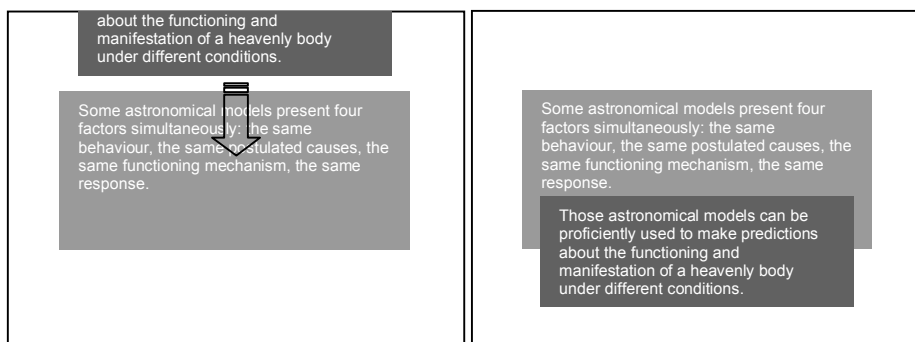 about the functioning and
manifestation of a heavenly body
under different conditions.
Some astronomical models present four
factors simultaneously: the same
behaviour, the same postulated causes, the
same functioning mechanism, the same
response.
Some astronomical models present four
factors simultaneously: the same
behaviour, the same postulated causes, the
same functioning mechanism, the same
response.
Those astronomical models can be
proficiently used to make predictions
about the functioning and
manifestation of a heavenly body
under different conditions.